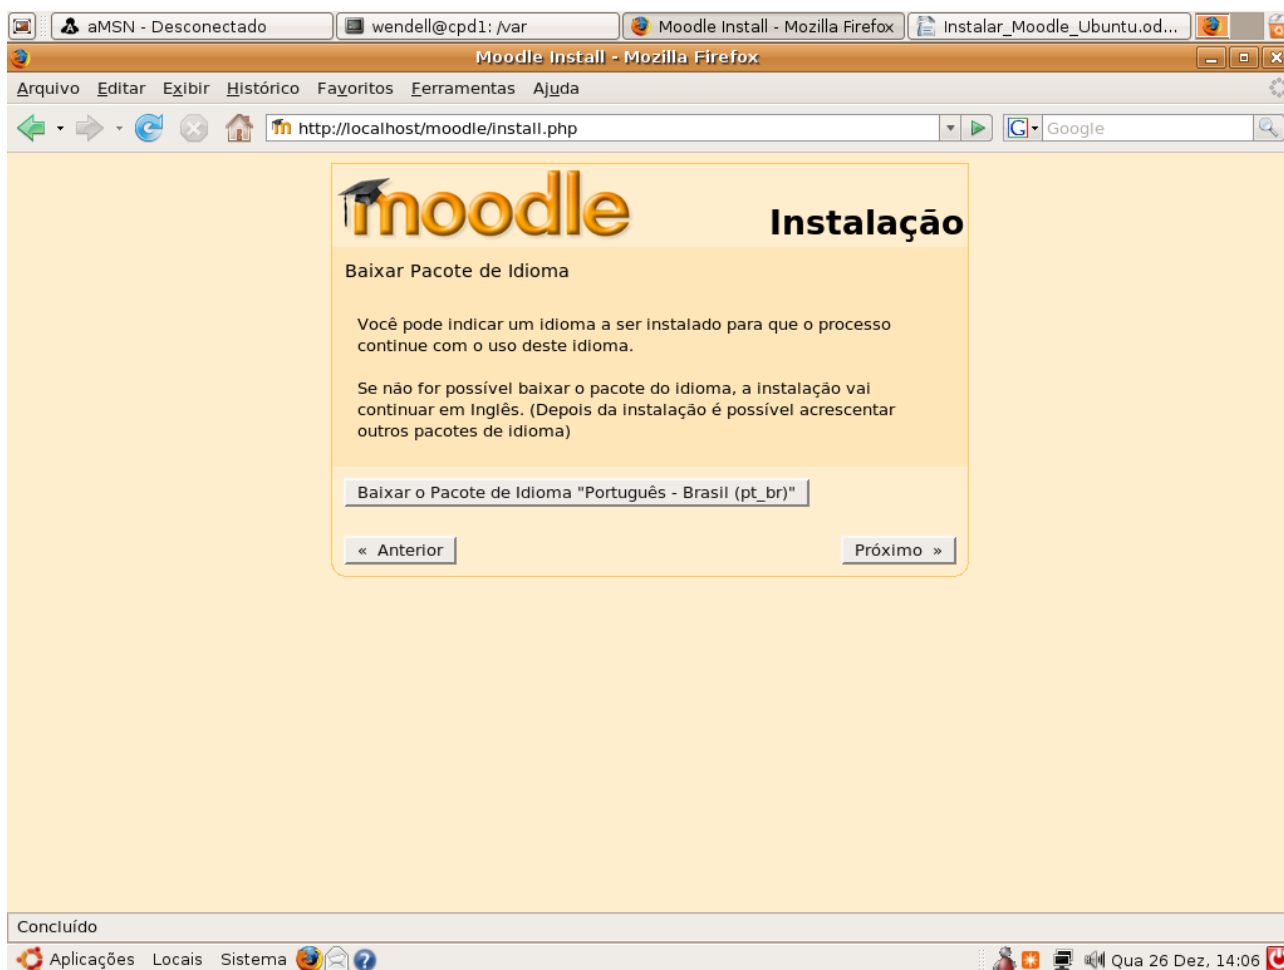 aMSN - Desconectado
wendell@cpd1: /var
Moodle Install - Mozilla Firefox
Instalar_Moodle_Ubuntu.od...
Moodle Install - Mozilla Firefox
Arquivo Editar Exibir Histórico Favoritos Ferramentas Ajuda
http://localhost/moodle/install.php
G
Google
moodle
Instalação
Baixar Pacote de Idioma
Você pode indicar um idioma a ser instalado para que o processo
continue com o uso deste idioma.
Se não for possível baixar o pacote do idioma, a instalação vai
continuar em Inglês. (Depois da instalação é possível acrescentar
outros pacotes de idioma)
Baixar o Pacote de Idioma "Português - Brasil (pt_br)"
« Anterior
Próximo »
Concluído
Aplicações Locais Sistema
Qua 26 Dez, 14:06